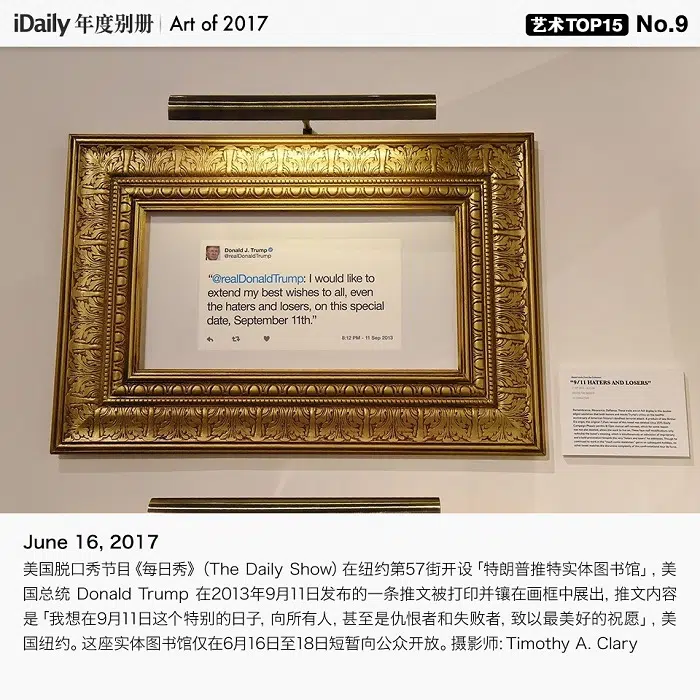 iDaily 年度别册 | Art of 2017
艺术TOP15 No.9
Donald J. Trump
@realDonaldTrump
“@realDonaldTrump: I would like to
extend my best wishes to all, even
the haters and losers, on this special
date, September 11th.”
8:12 PM - 11 Sep 2013
“9/11 HATERS AND LOSERS”
June 16, 2017
美国脱口秀节目《每日秀》（The Daily Show）在纽约第57街开设「特朗普推特实体图书馆」, 美
国总统 Donald Trump 在2013年9月11日发布的一条推文被打印并镶在画框中展出, 推文内容
是「我想在9月11日这个特别的日子, 向所有人, 甚至是仇恨者和失败者, 致以最美好的祝愿」, 美
国纽约。这座实体图书馆仅在6月16日至18日短暂向公众开放。摄影师: Timothy A. Clary